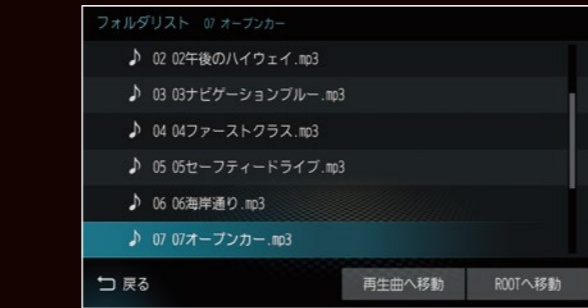 フォルダリスト 07 オープンカー
02 02午後のハイウェイ.mp3
03 03ナビゲーションブルー.mp3
04 04ファーストクラス.mp3
05 05セーフティードライブ.mp3
06 06海岸通り.mp3
07 07オープンカー.mp3
戻る 再生曲へ移動 ROOTへ移動